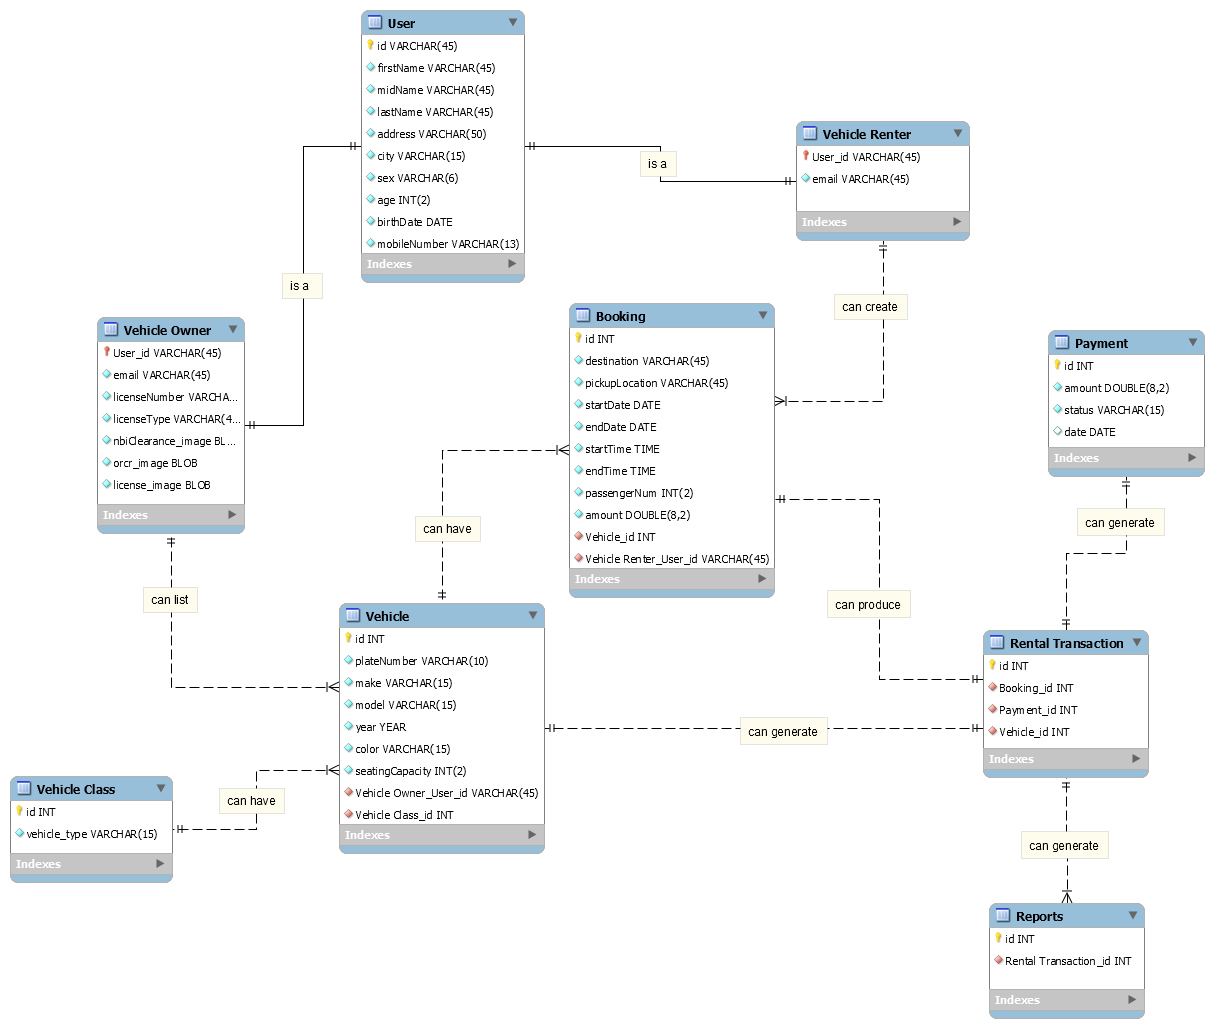 User
id VARCHAR(45)
firstName VARCHAR(45)
midName VARCHAR(45)
lastName VARCHAR(45)
address VARCHAR(50)
city VARCHAR(15)
sex VARCHAR(6)
age INT(2)
birthDate DATE
mobileNumber VARCHAR(13)
Indexes
is a
Vehicle Renter
User_id VARCHAR(45)
email VARCHAR(45)
Indexes
is a
can create
Vehicle Owner
User_id VARCHAR(45)
email VARCHAR(45)
licenseNumber VARCHA...
licenseType VARCHAR(4...
nbiClearance_image BL...
orcr_image BLOB
license_image BLOB
Indexes
Booking
id INT
destination VARCHAR(45)
pickupLocation VARCHAR(45)
startDate DATE
endDate DATE
startTime TIME
endTime TIME
passengerNum INT(2)
amount DOUBLE(8,2)
Vehicle_id INT
Vehicle Renter_User_id VARCHAR(45)
Indexes
Payment
id INT
amount DOUBLE(8,2)
status VARCHAR(15)
date DATE
Indexes
can have
can generate
can list
can produce
Vehicle
id INT
plateNumber VARCHAR(10)
make VARCHAR(15)
model VARCHAR(15)
year YEAR
color VARCHAR(15)
seatingCapacity INT(2)
Vehicle Owner_User_id VARCHAR(45)
Vehicle Class_id INT
Indexes
can generate
Rental Transaction
id INT
Booking_id INT
Payment_id INT
Vehicle_id INT
Indexes
Vehicle Class
id INT
vehicle_type VARCHAR(15)
Indexes
can have
can generate
Reports
id INT
Rental Transaction_id INT
Indexes